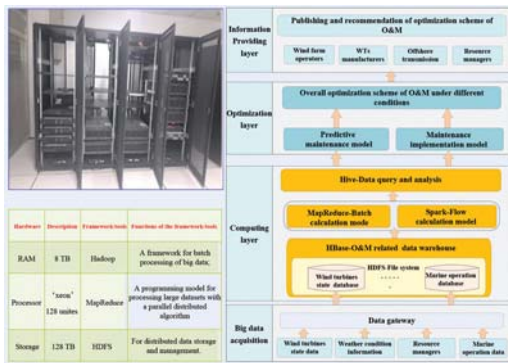 Information
Providing
layer
Publishing and recommendation of optimization scheme of
O&M
Wind farm
operators
WTs
manufacturers
Offshore
transmission
Resource
managers
Optimization
layer
Overall optimization scheme of O&M under different
conditions
Predictive
maintenance model
Maintenance
implementation model
Computing
layer
Hive-Data query and analysis
MapReduce-Batch
calculation mode
Spark-Flow
calculation model
HBase-O&M related data warehouse
HDFS-File system
Wind turbines
state database
Marine operation
database
Big data
acquisition
Data gateway
Wind turbines
state data
Weather condition
information
Resource
managers
Marine
operation data
Hardware Description Framework/tools Functions of the framework/tools
RAM 8 TB Hadoop A framework for batch
processing of big data;
Processor 'xeon'
128 unites MapReduce A programming model for
processing large datasets with
a parallel distributed
algorithm
Storage 128 TB HDFS For distributed data storage
and management.